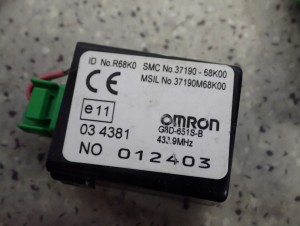 ID No.R68K0 SMC No.37190-68K00
MSIL No.37190M68K00
CE
e11
03 4381
OMRON
G8D-651S-B
433.9MHz
NO 012403